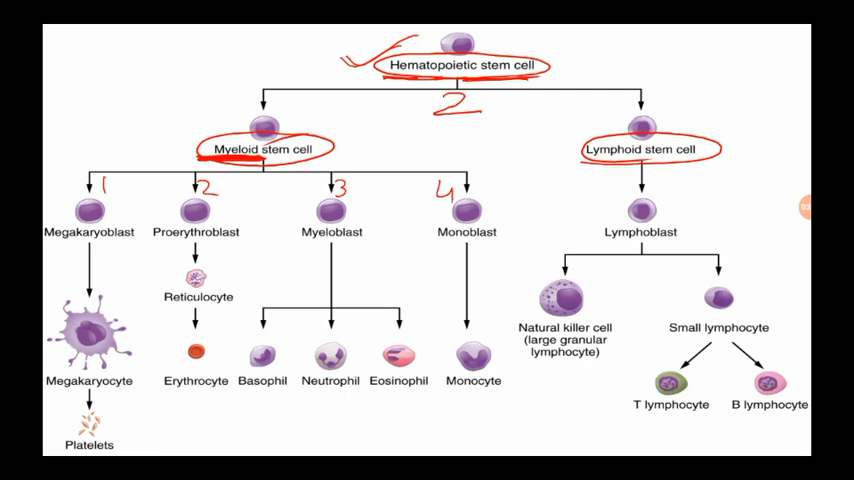 Hematopoietic stem cell
2
Myeloid stem cell
Lymphoid stem cell
1
2
3
4
Megakaryoblast
Proerythroblast
Myeloblast
Monoblast
Lymphoblast
Reticulocyte
Natural killer cell
(large granular
lymphocyte)
Small lymphocyte
Megakaryocyte
Erythrocyte
Basophil
Neutrophil
Eosinophil
Monocyte
T lymphocyte
B lymphocyte
Platelets